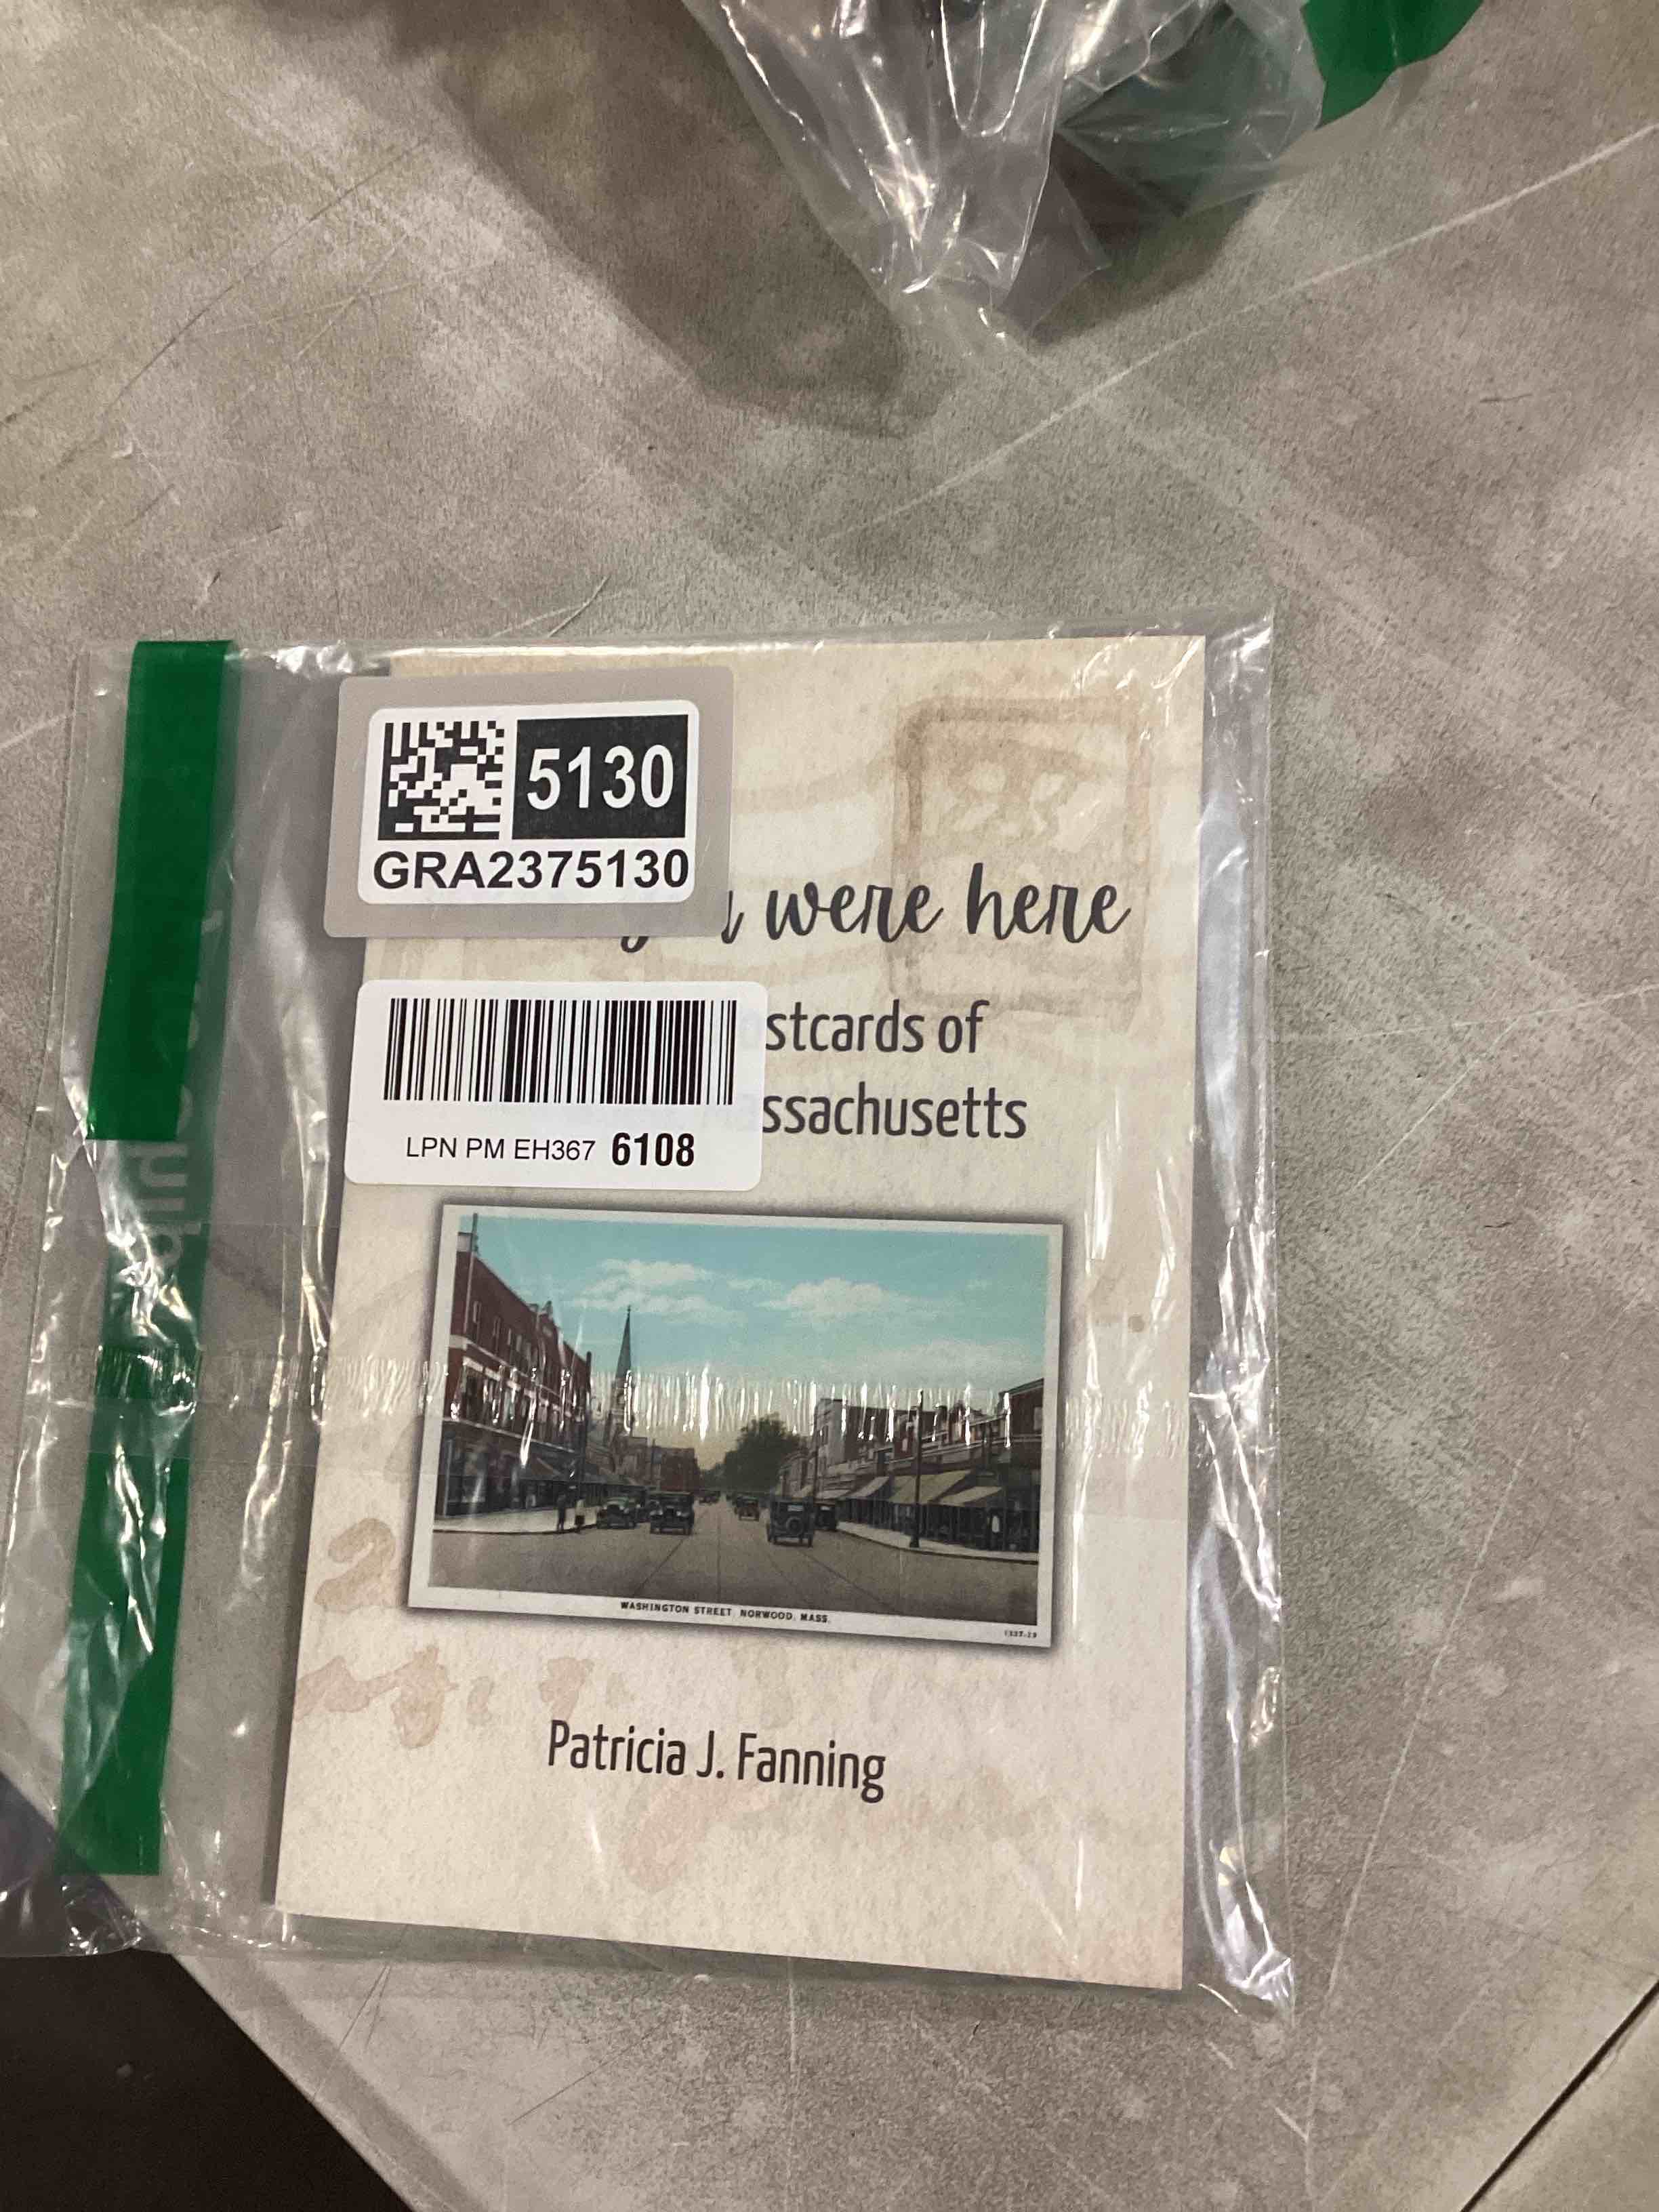 5130
GRA2375130
were here
stcards of
ssachusetts
LPN PM EH367 6108
WASHINGTON STREET, NORWOOD, MASS.
Patricia J. Fanning